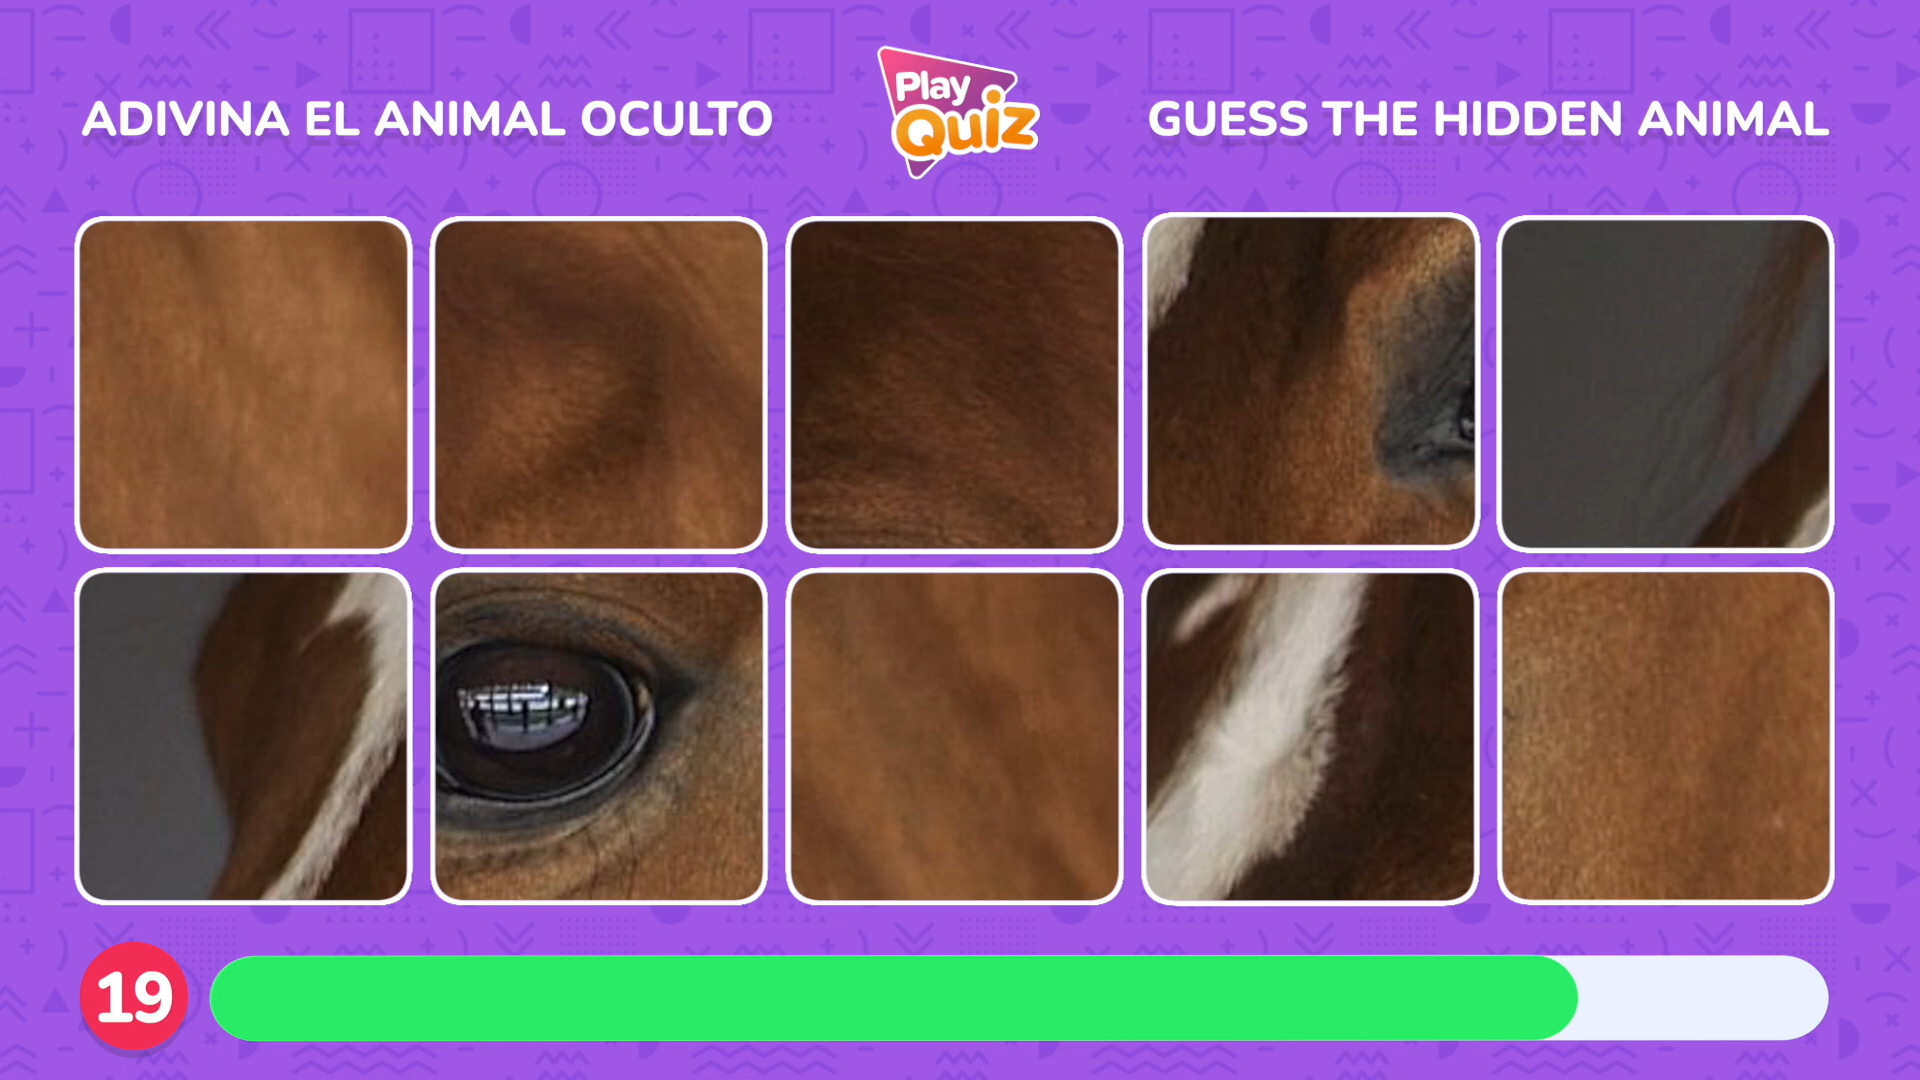 ADIVINA EL ANIMAL OCULTO
Play
Quiz
GUESS THE HIDDEN ANIMAL
19